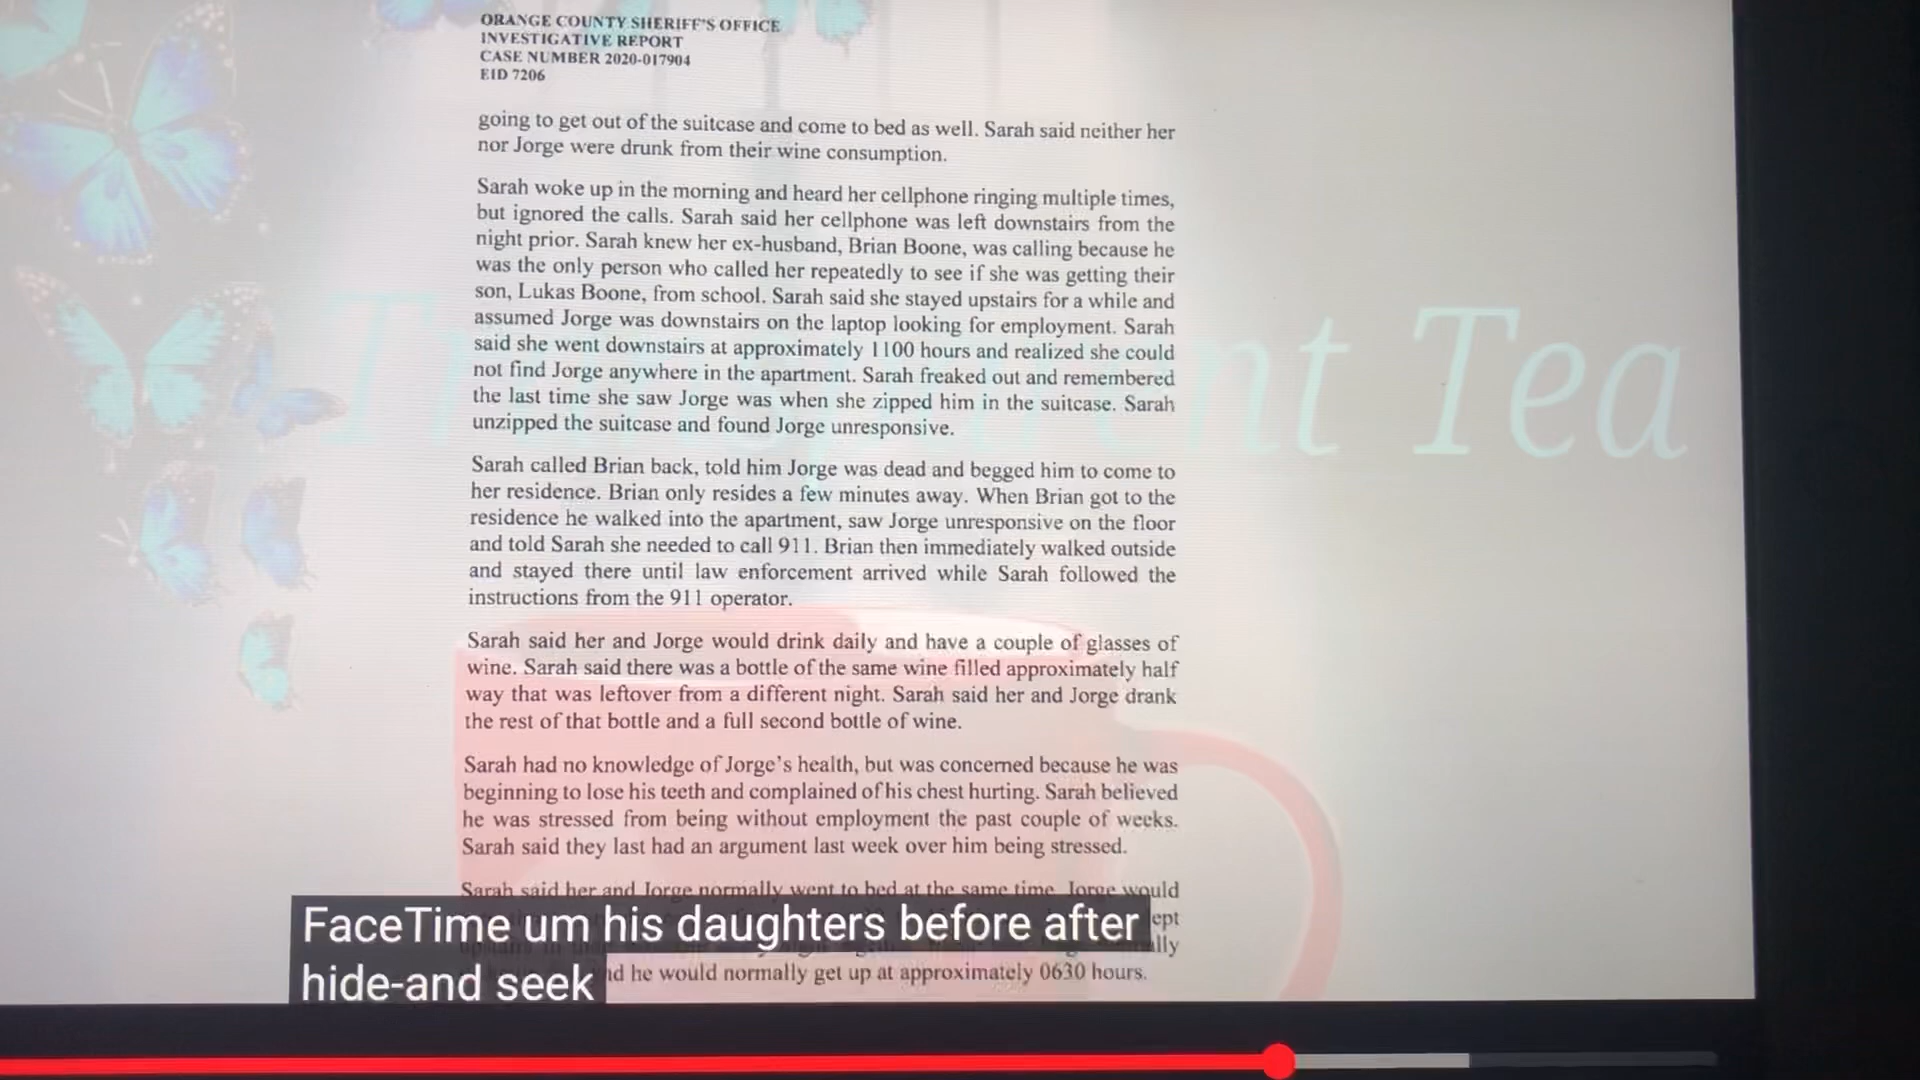 ORANGE COUNTY SHERIFF'S OFFICE
INVESTIGATIVE REPORT
CASE NUMBER 2020-017904
EID 7206
going to get out of the suitcase and come to bed as well. Sarah said neither her
nor Jorge were drunk from their wine consumption.
Sarah woke up in the morning and heard her cellphone ringing multiple times,
but ignored the calls. Sarah said her cellphone was left downstairs from the
night prior. Sarah knew her ex-husband, Brian Boone, was calling because he
was the only person who called her repeatedly to see if she was getting their
son, Lukas Boone, from school. Sarah said she stayed upstairs for a while and
assumed Jorge was downstairs on the laptop looking for employment. Sarah
said she went downstairs at approximately 1100 hours and realized she could
not find Jorge anywhere in the apartment. Sarah freaked out and remembered
the last time she saw Jorge was when she zipped him in the suitcase. Sarah
unzipped the suitcase and found Jorge unresponsive.
nt Tea
Sarah called Brian back, told him Jorge was dead and begged him to come to
her residence. Brian only resides a few minutes away. When Brian got to the
residence he walked into the apartment, saw Jorge unresponsive on the floor
and told Sarah she needed to call 911. Brian then immediately walked outside
and stayed there until law enforcement arrived while Sarah followed the
instructions from the 911 operator.
Sarah said her and Jorge would drink daily and have a couple of glasses of
wine. Sarah said there was a bottle of the same wine filled approximately half
way that was leftover from a different night. Sarah said her and Jorge drank
the rest of that bottle and a full second bottle of wine.
Sarah had no knowledge of Jorge's health, but was concerned because he was
beginning to lose his teeth and complained of his chest hurting. Sarah believed
he was stressed from being without employment the past couple of weeks.
Sarah said they last had an argument last week over him being stressed.
Sarah said her and Jorge normally went to bed at the same time. Jorge would
FaceTime um his daughters before after
hide-and seek
he would normally get up at approximately 0630 hours.